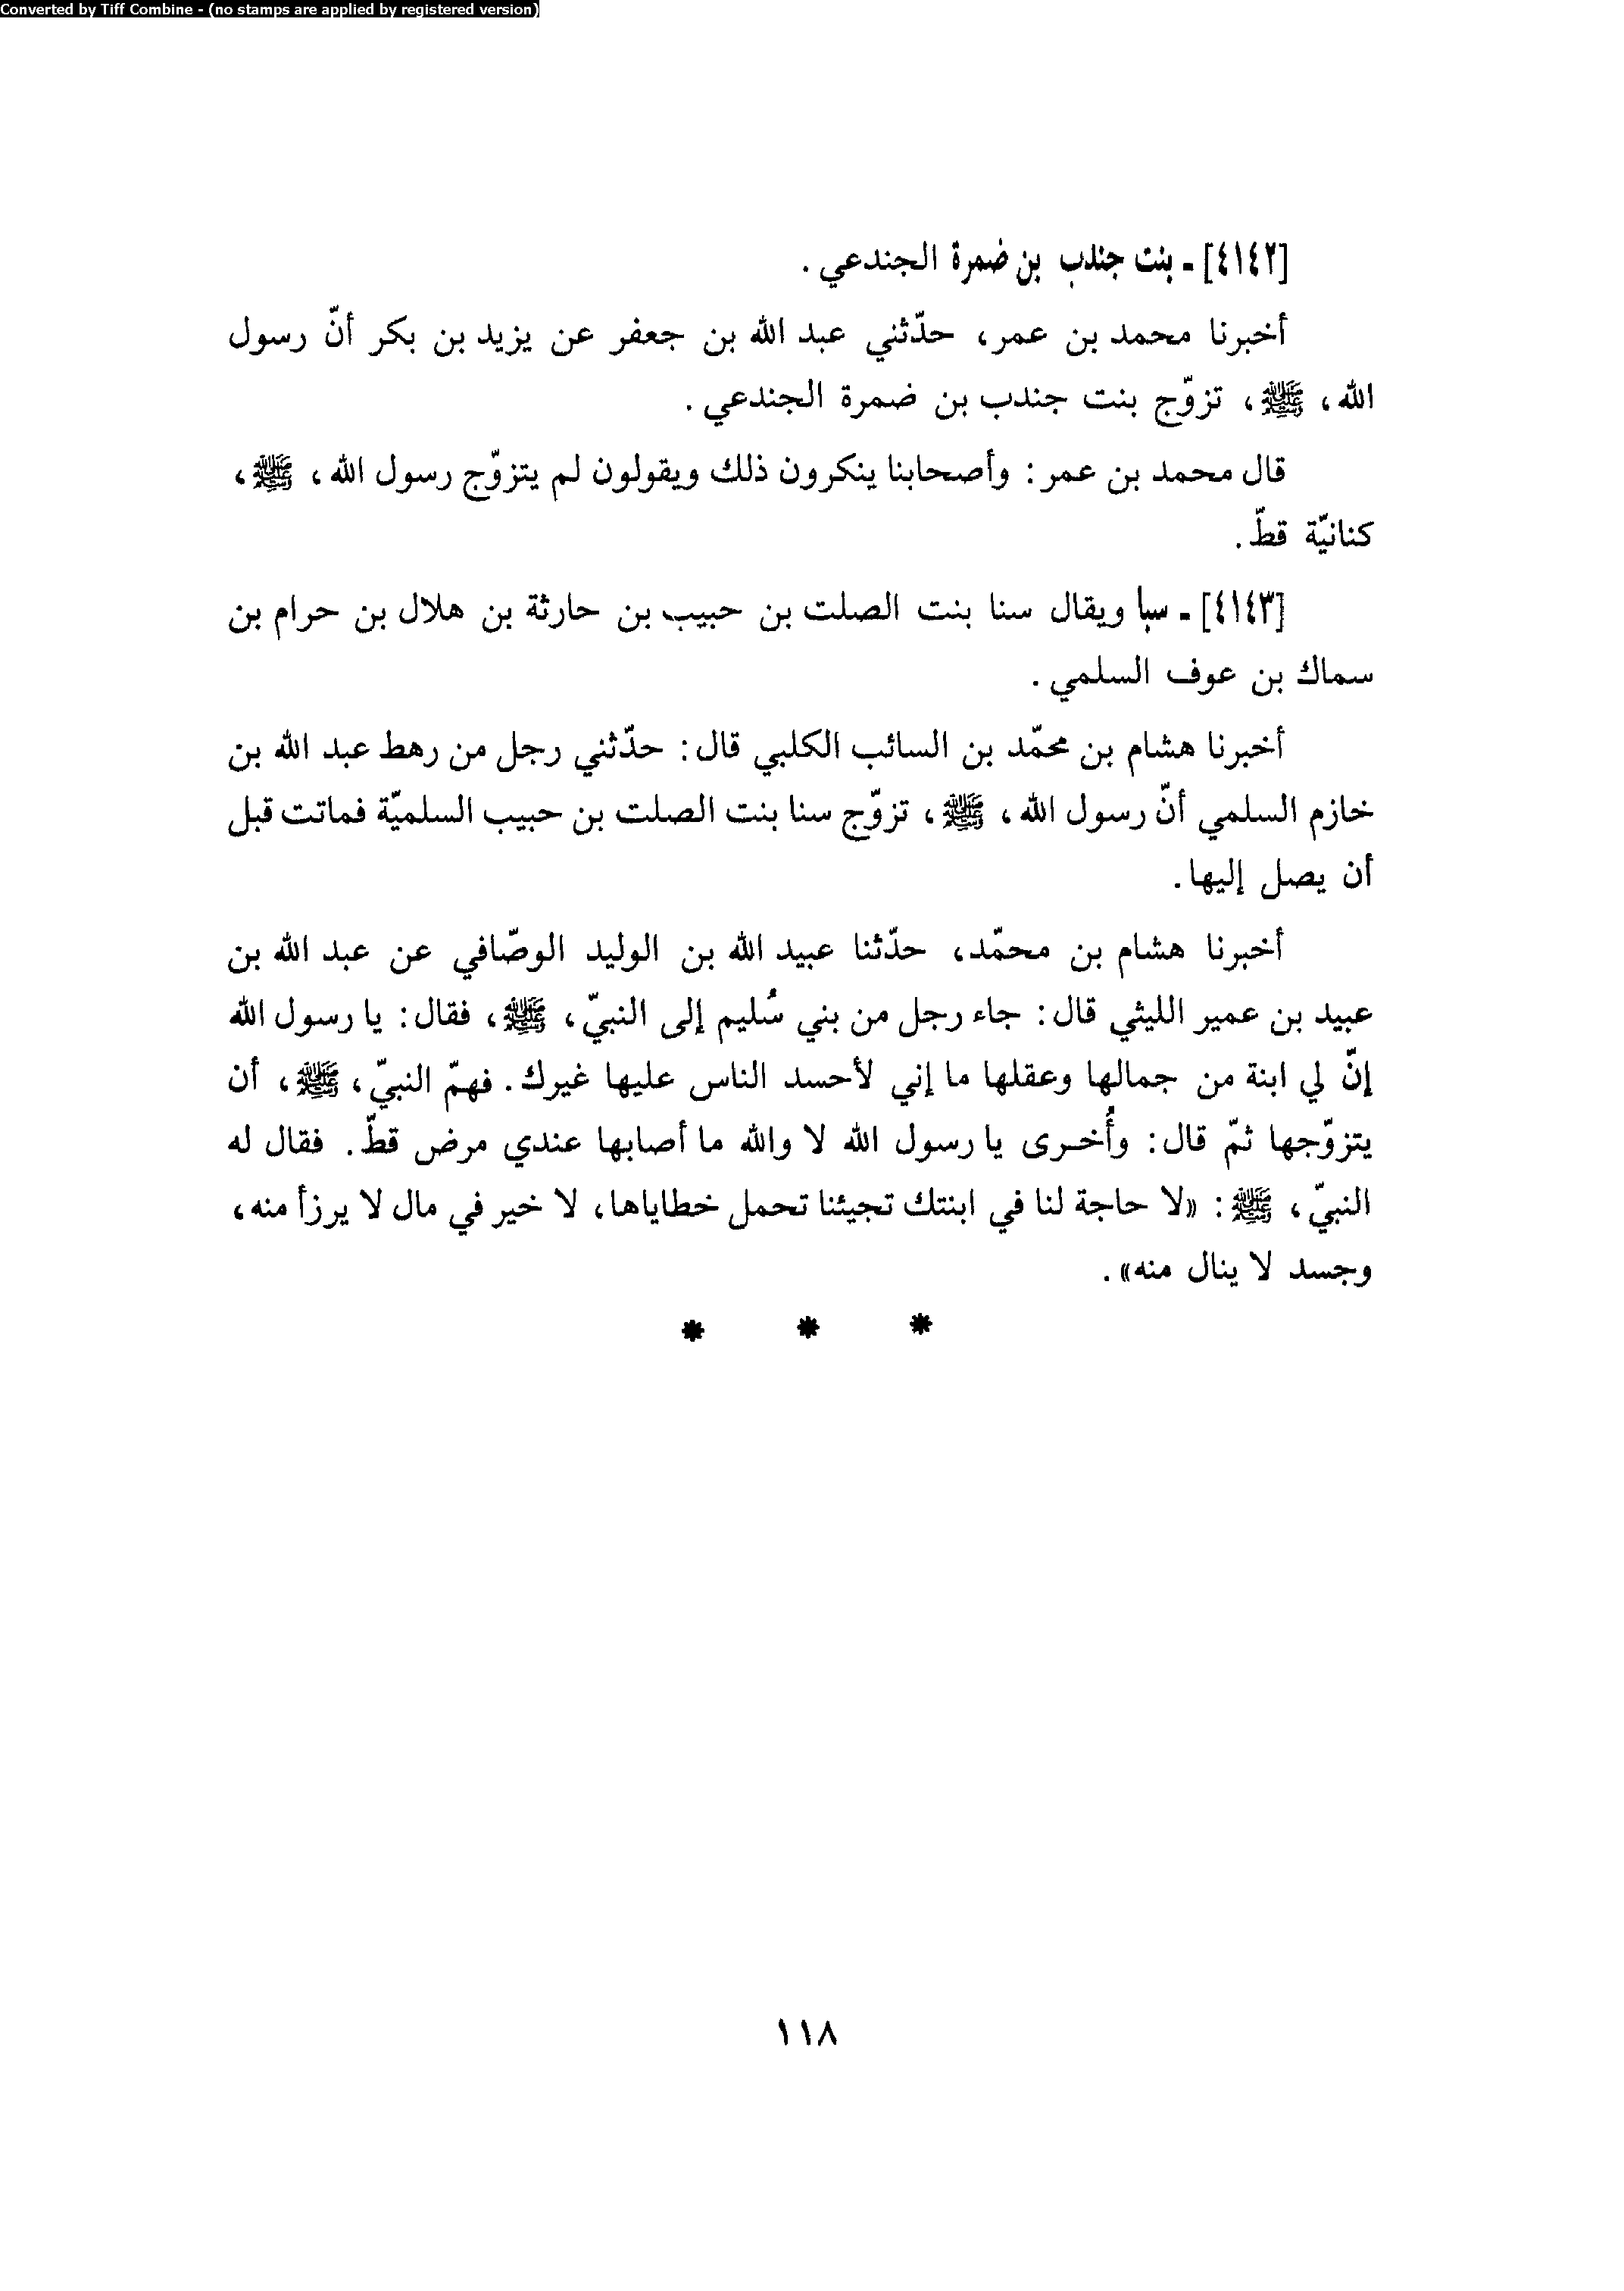 Converted by Tiff Combine - (no stamps are applied by registered version)
[٤١٤٢] ـ بنت جندب بن ضمرة الجندعي.
أخبرنا محمد بن عمر، حدّثني عبد الله بن جعفر عن يزيد بن بكر أنّ رسول
الله، ﷺ، تزوّج بنت جندب بن ضمرة الجندعي.
قال محمد بن عمر: وأصحابنا ينكرون ذلك ويقولون لم يتزوّج رسول الله، ﷺ،
كنانيّة قطّ.
[٤١٤٣] ـ سبا ويقال سنا بنت الصلت بن حبيب بن حارثة بن هلال بن حرام بن
سماك بن عوف السلمي.
أخبرنا هشام بن محمّد بن السائب الكلبي قال: حدّثني رجل من رهط عبد الله بن
خازم السلمي أنّ رسول الله، ﷺ، تزوّج سنا بنت الصلت بن حبيب السلميّة فماتت قبل
أن يصل إليها.
أخبرنا هشام بن محمّد، حدّثنا عبيد الله بن الوليد الوصّافي عن عبد الله بن
عبيد بن عمير الليثي قال: جاء رجل من بني سُليم إلى النبيّ، ﷺ، فقال: يا رسول الله
إنّ لي ابنة من جمالها وعقلها ما إني لأحسد الناس عليها غيرك. فهمّ النبيّ، ﷺ، أن
يتزوّجها ثمّ قال: وأُخرى يا رسول الله لا والله ما أصابها عندي مرض قطّ. فقال له
النبيّ، ﷺ: «لا حاجة لنا في ابنتك تجيئنا تحمل خطاياها، لا خير في مال لا يرزأ منه،
وجسد لا ينال منه».
* * *
١١٨